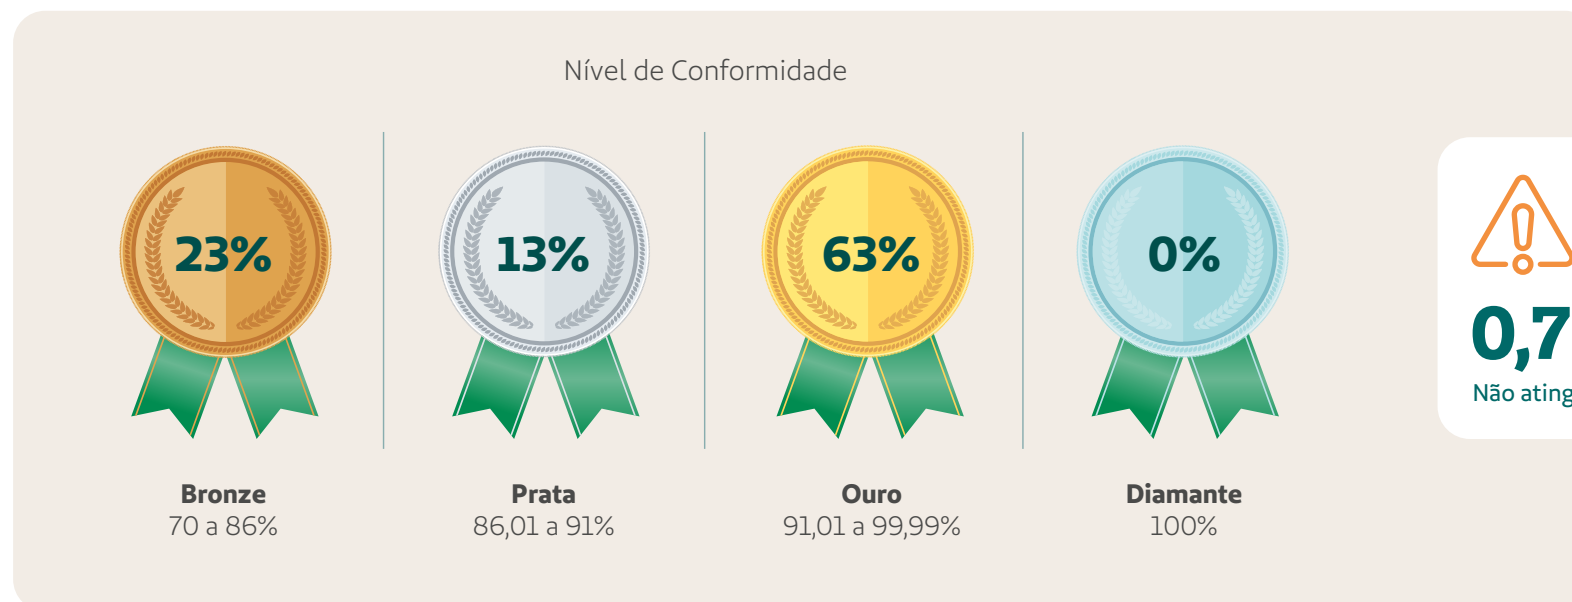 Nível de Conformidade
23%
13%
63%
0%
0,7
Não
Bronze
70 a 86%
Prata
86,01 a 91%
Ouro
91,01 a 99,99%
Diamante
100%